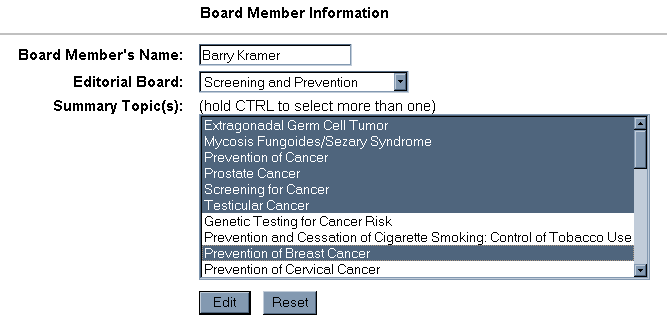 Board Member Information
Board Member's Name: Barry Kramer
Editorial Board: Screening and Prevention
Summary Topic(s): (hold CTRL to select more than one)
Extragonadal Germ Cell Tumor
Mycosis Fungoides/Sezary Syndrome
Prevention of Cancer
Prostate Cancer
Screening for Cancer
Testicular Cancer
Genetic Testing for Cancer Risk
Prevention and Cessation of Cigarette Smoking: Control of Tobacco Use
Prevention of Breast Cancer
Prevention of Cervical Cancer
Edit Reset